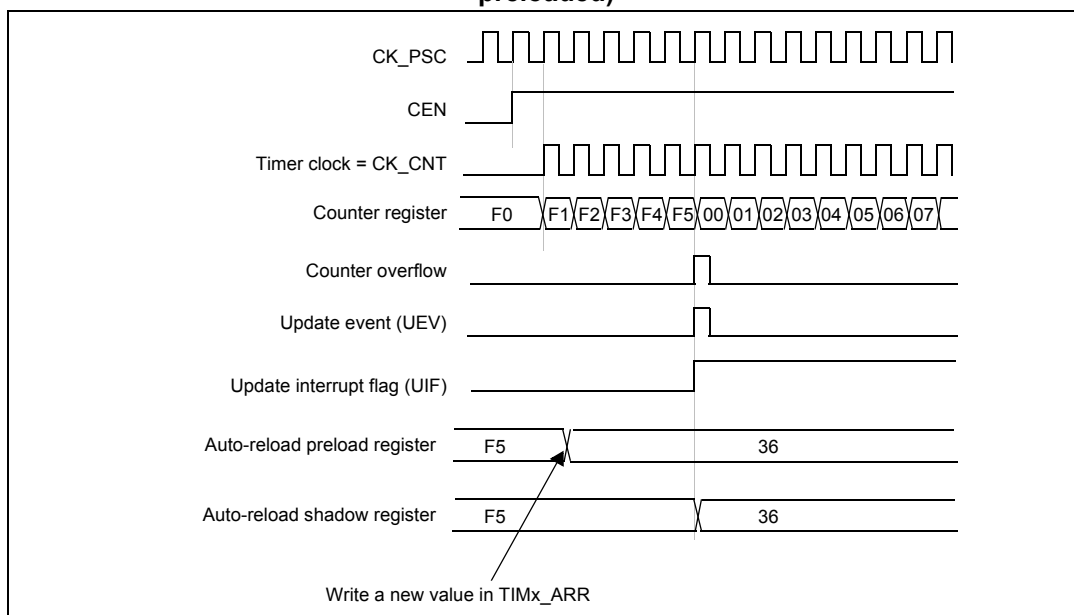 preloaded)
CK_PSC
CEN
Timer clock = CK_CNT
Counter register F0 F1 F2 F3 F4 F5 00 01 02 03 04 05 06 07
Counter overflow
Update event (UEV)
Update interrupt flag (UIF)
Auto-reload preload register F5 36
Auto-reload shadow register F5 36
Write a new value in TIMx_ARR